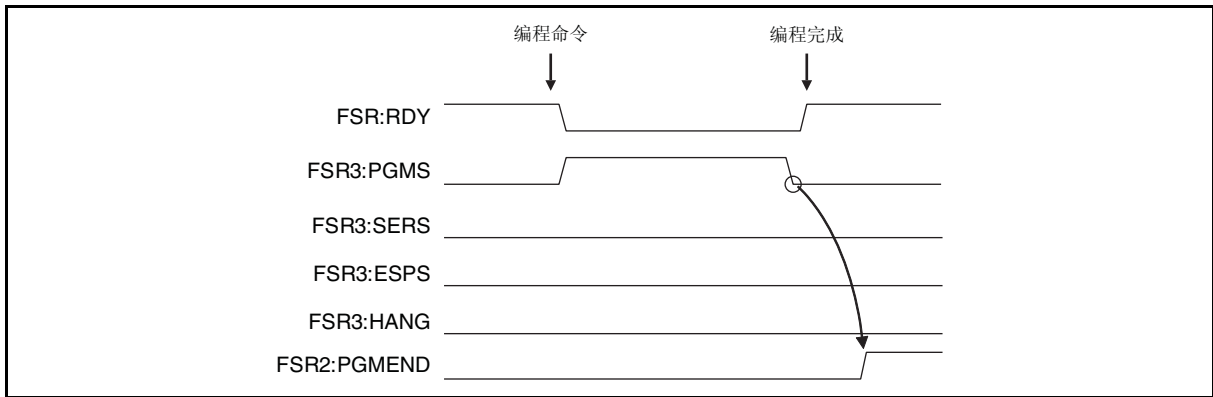 编程命令 编程完成
FSR:RDY
FSR3:PGMS
FSR3:SERS
FSR3:ESPS
FSR3:HANG
FSR2:PGMEND